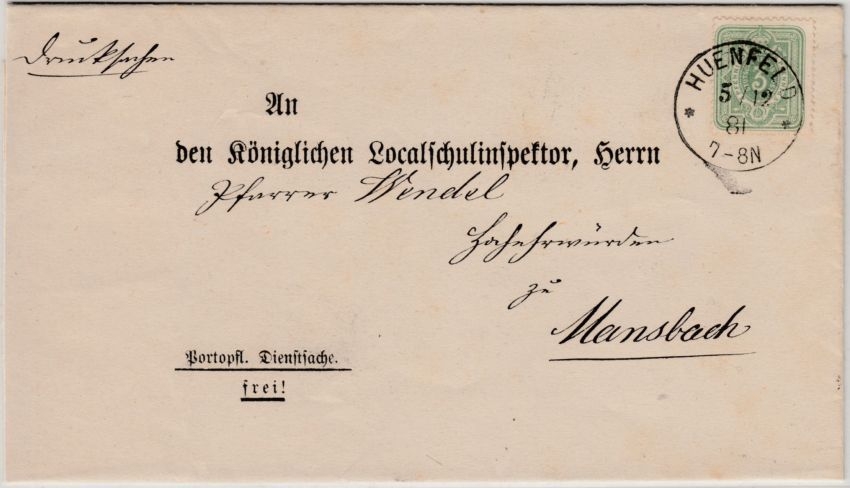 Drucksachen
HUENFELD
5/12
81
7-8N
An
den Königlichen Localschulinspektor, Herrn
Pfarrer Wendel
Hochehrwürden
zu
Mansbach
Portopfl. Dienstsache.
frei!